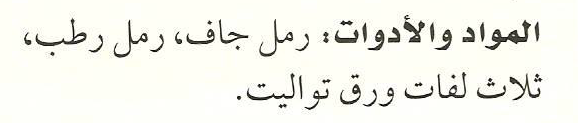 المواد والأدوات: رمل جاف، رمل رطب،
ثلاث لفات ورق تواليت.